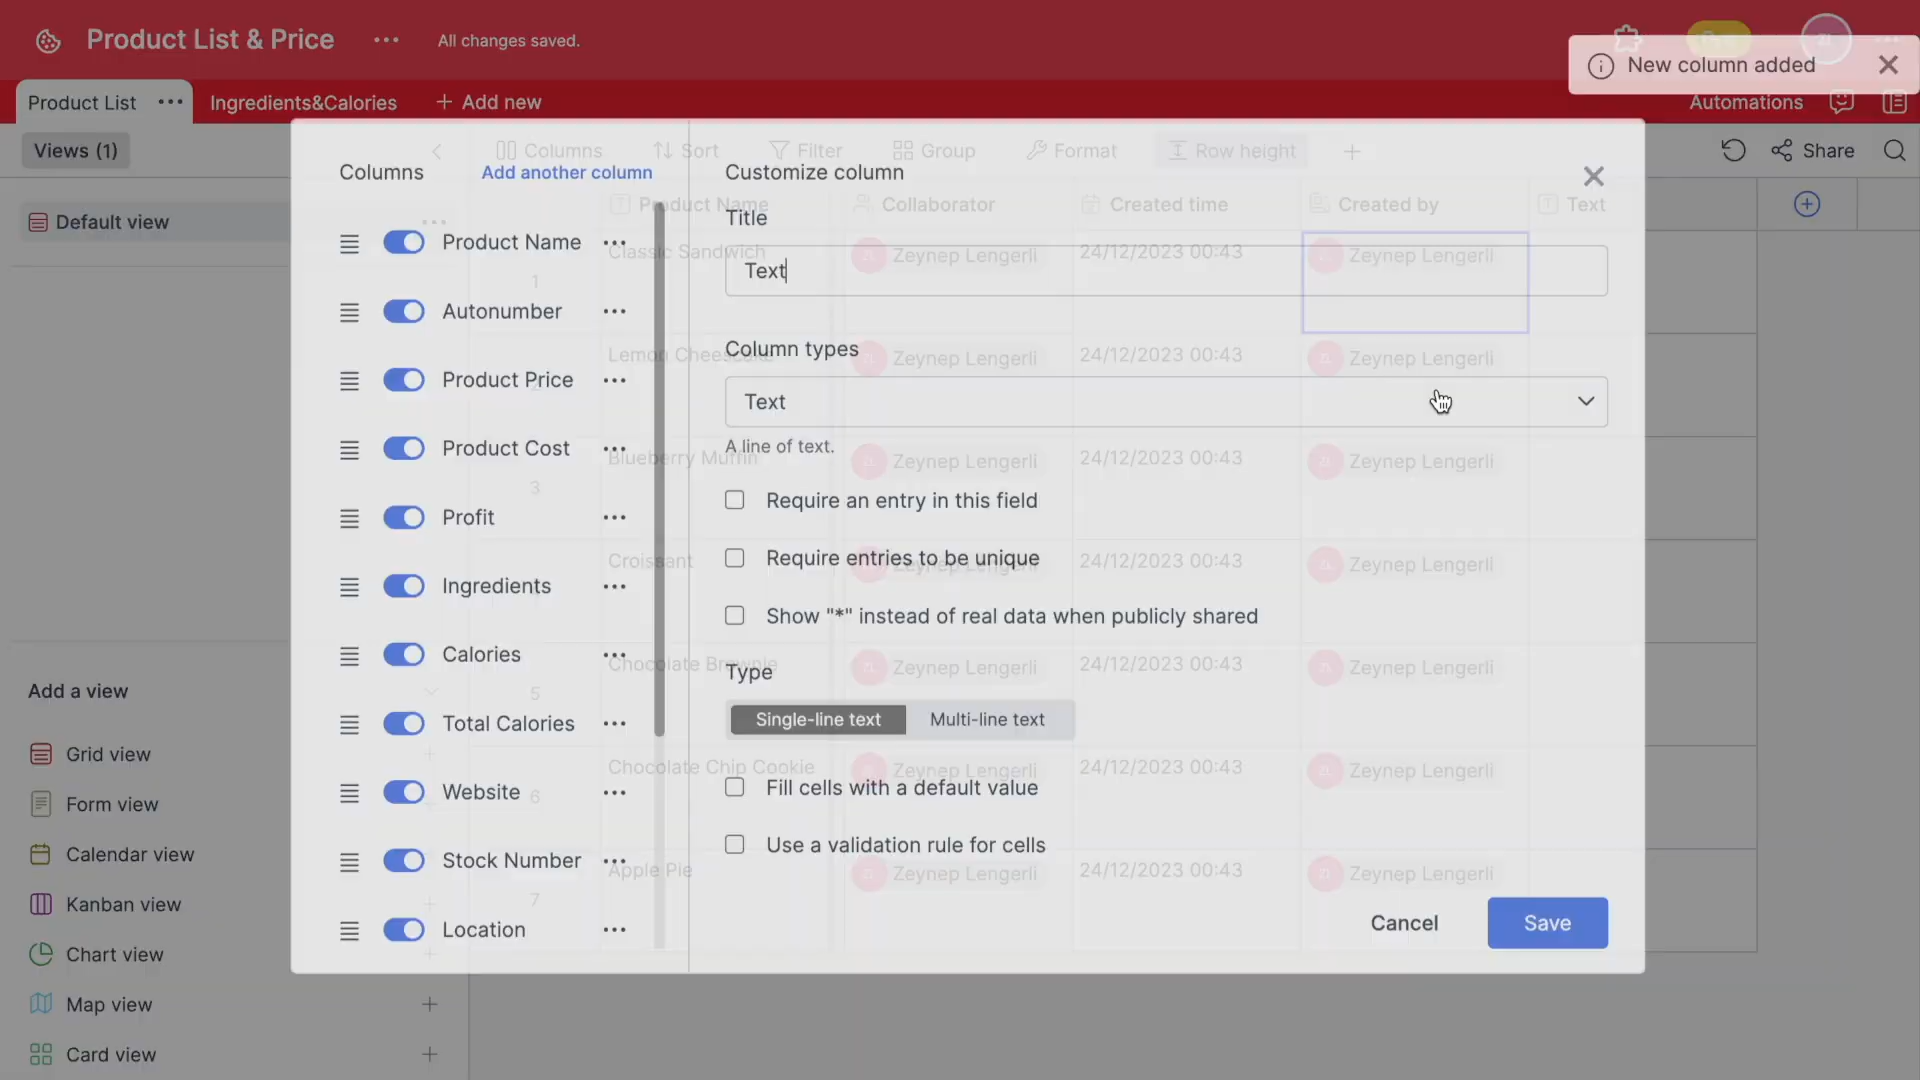 Product List & Price
All changes saved.
New column added
Product List
Ingredients&Calories
+ Add new
Automations
Views (1)
Columns
Sort
Filter
Group
Format
Row height
Share
Columns
Add another column
Customize column
Product Name
Collaborator
Created time
Created by
Text
Default view
Title
Product Name
Classic Sandwich
Zeynep Lengerli
24/12/2023 00:43
Zeynep Lengerli
Text
1
Autonumber
Column types
Lemon Cheesecake
Zeynep Lengerli
24/12/2023 00:43
Zeynep Lengerli
Product Price
Text
Product Cost
A line of text.
Blueberry Muffin
Zeynep Lengerli
24/12/2023 00:43
Zeynep Lengerli
3
Require an entry in this field
Profit
Require entries to be unique
Croissant
Zeynep Lengerli
24/12/2023 00:43
Zeynep Lengerli
Ingredients
Show "*" instead of real data when publicly shared
Calories
Type
Chocolate Brownie
Zeynep Lengerli
24/12/2023 00:43
Zeynep Lengerli
Add a view
5
Total Calories
Single-line text
Multi-line text
Grid view
Chocolate Chip Cookie
Zeynep Lengerli
24/12/2023 00:43
Zeynep Lengerli
Website
6
Fill cells with a default value
Form view
Use a validation rule for cells
Calendar view
Stock Number
Apple Pie
Zeynep Lengerli
24/12/2023 00:43
Zeynep Lengerli
7
Kanban view
Location
Cancel
Save
Chart view
Map view
Card view